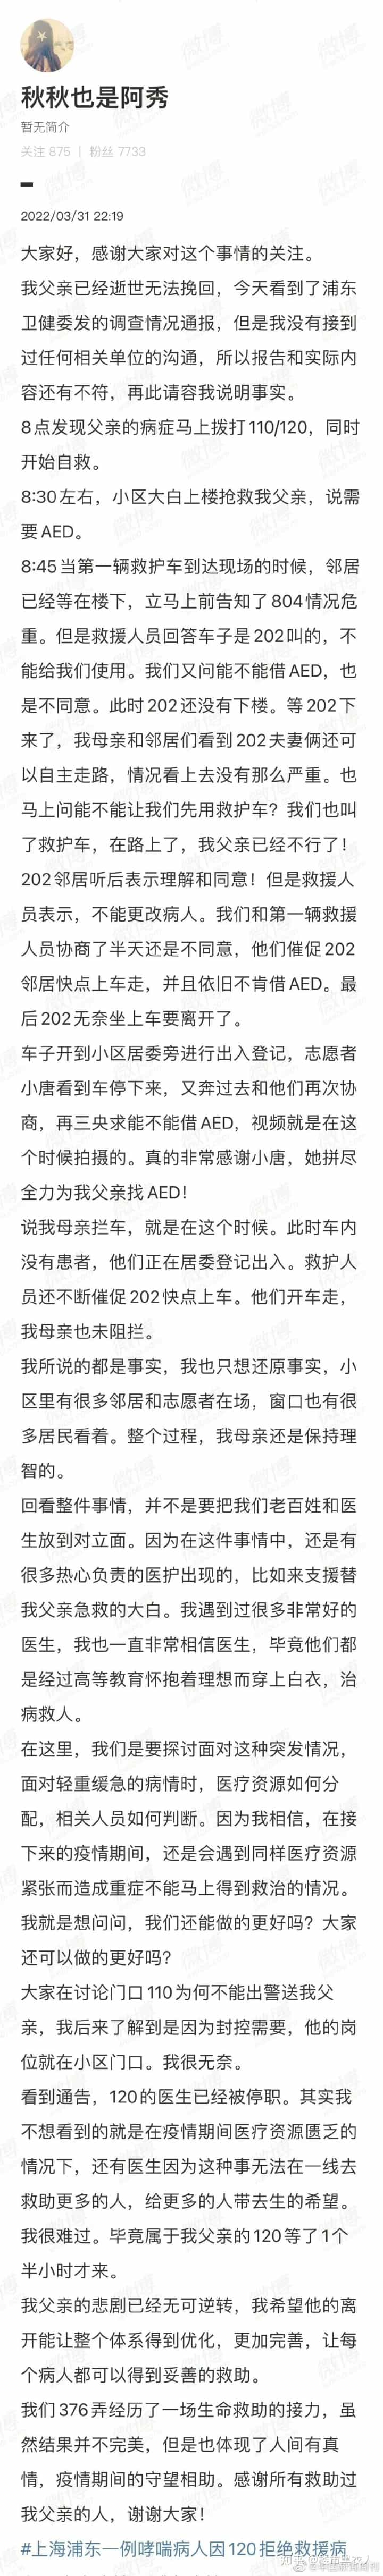 秋秋也是阿秀
暂无简介
关注 875 | 粉丝 7733
2022/03/31 22:19
大家好，感谢大家对这个事情的关注。
我父亲已经逝世无法挽回，今天看到了浦东
卫健委发的调查情况通报，但是我没有接到
过任何相关单位的沟通，所以报告和实际内
容还有不符，再此请容我说明事实。
8点发现父亲的病症马上拨打110/120，同时
开始自救。
8:30左右，小区大白上楼抢救我父亲，说需
要AED。
8:45当第一辆救护车到达现场的时候，邻居
已经等在楼下，立马上前告知了804情况危
重。但是救援人员回答车子是202叫的，不
能给我们使用。我们又问能不能借AED，也
是不同意。此时202还没有下楼。等202下
来了，我母亲和邻居们看到202夫妻俩还可
以自主走路，情况看上去没有那么严重。也
马上问能不能让我们先用救护车？我们也叫
了救护车，在路上了，我父亲已经不行了！
202邻居听后表示理解和同意！但是救援人
员表示，不能更改病人。我们和第一辆救援
人员协商了半天还是不同意，他们催促202
邻居快点上车走，并且依旧不肯借AED。最
后202无奈坐上车要离开了。
车子开到小区居委旁进行出入登记，志愿者
小唐看到车停下来，又奔过去和他们再次协
商，再三央求能不能借AED，视频就是在这
个时候拍摄的。真的非常感谢小唐，她拼尽
全力为我父亲找AED！
说我母亲拦车，就是在这个时候。此时车内
没有患者，他们正在居委登记出入。救护人
员还不断催促202快点上车。他们开车走，
我母亲也未阻拦。
我所说的都是事实，我也只想还原事实，小
区里有很多邻居和志愿者在场，窗口也有很
多居民看着。整个过程，我母亲还是保持理
智的。
回看整件事情，并不是要把我们老百姓和医
生放到对立面。因为在这件事情中，还是有
很多热心负责的医护出现的，比如来支援替
我父亲急救的大白。我遇到过很多非常好的
医生，我也一直非常相信医生，毕竟他们都
是经过高等教育怀抱着理想而穿上白衣，治
病救人。
在这里，我们是要探讨面对这种突发情况，
面对轻重缓急的病情时，医疗资源如何分
配，相关人员如何判断。因为我相信，在接
下来的疫情期间，还是会遇到同样医疗资源
紧张而造成重症不能马上得到救治的情况。
我就是想问问，我们还能做的更好吗？大家
还可以做的更好吗？
大家在讨论门口110为何不能出警送我父
亲，我后来了解到是因为封控需要，他的岗
位就在小区门口。我很无奈。
看到通告，120的医生已经被停职。其实我
不想看到的就是在疫情期间医疗资源匮乏的
情况下，还有医生因为这种事无法在一线去
救助更多的人，给更多的人带去生的希望。
我很难过。毕竟属于我父亲的120等了1个
半小时才来。
我父亲的悲剧已经无可逆转，我希望他的离
开能让整个体系得到优化，更加完善，让每
个病人都可以得到妥善的救助。
我们376弄经历了一场生命救助的接力，虽
然结果并不完美，但是也体现了人间有真
情，疫情期间的守望相助。感谢所有救助过
我父亲的人，谢谢大家！
#上海浦东一例哮喘病人因120拒绝救援病